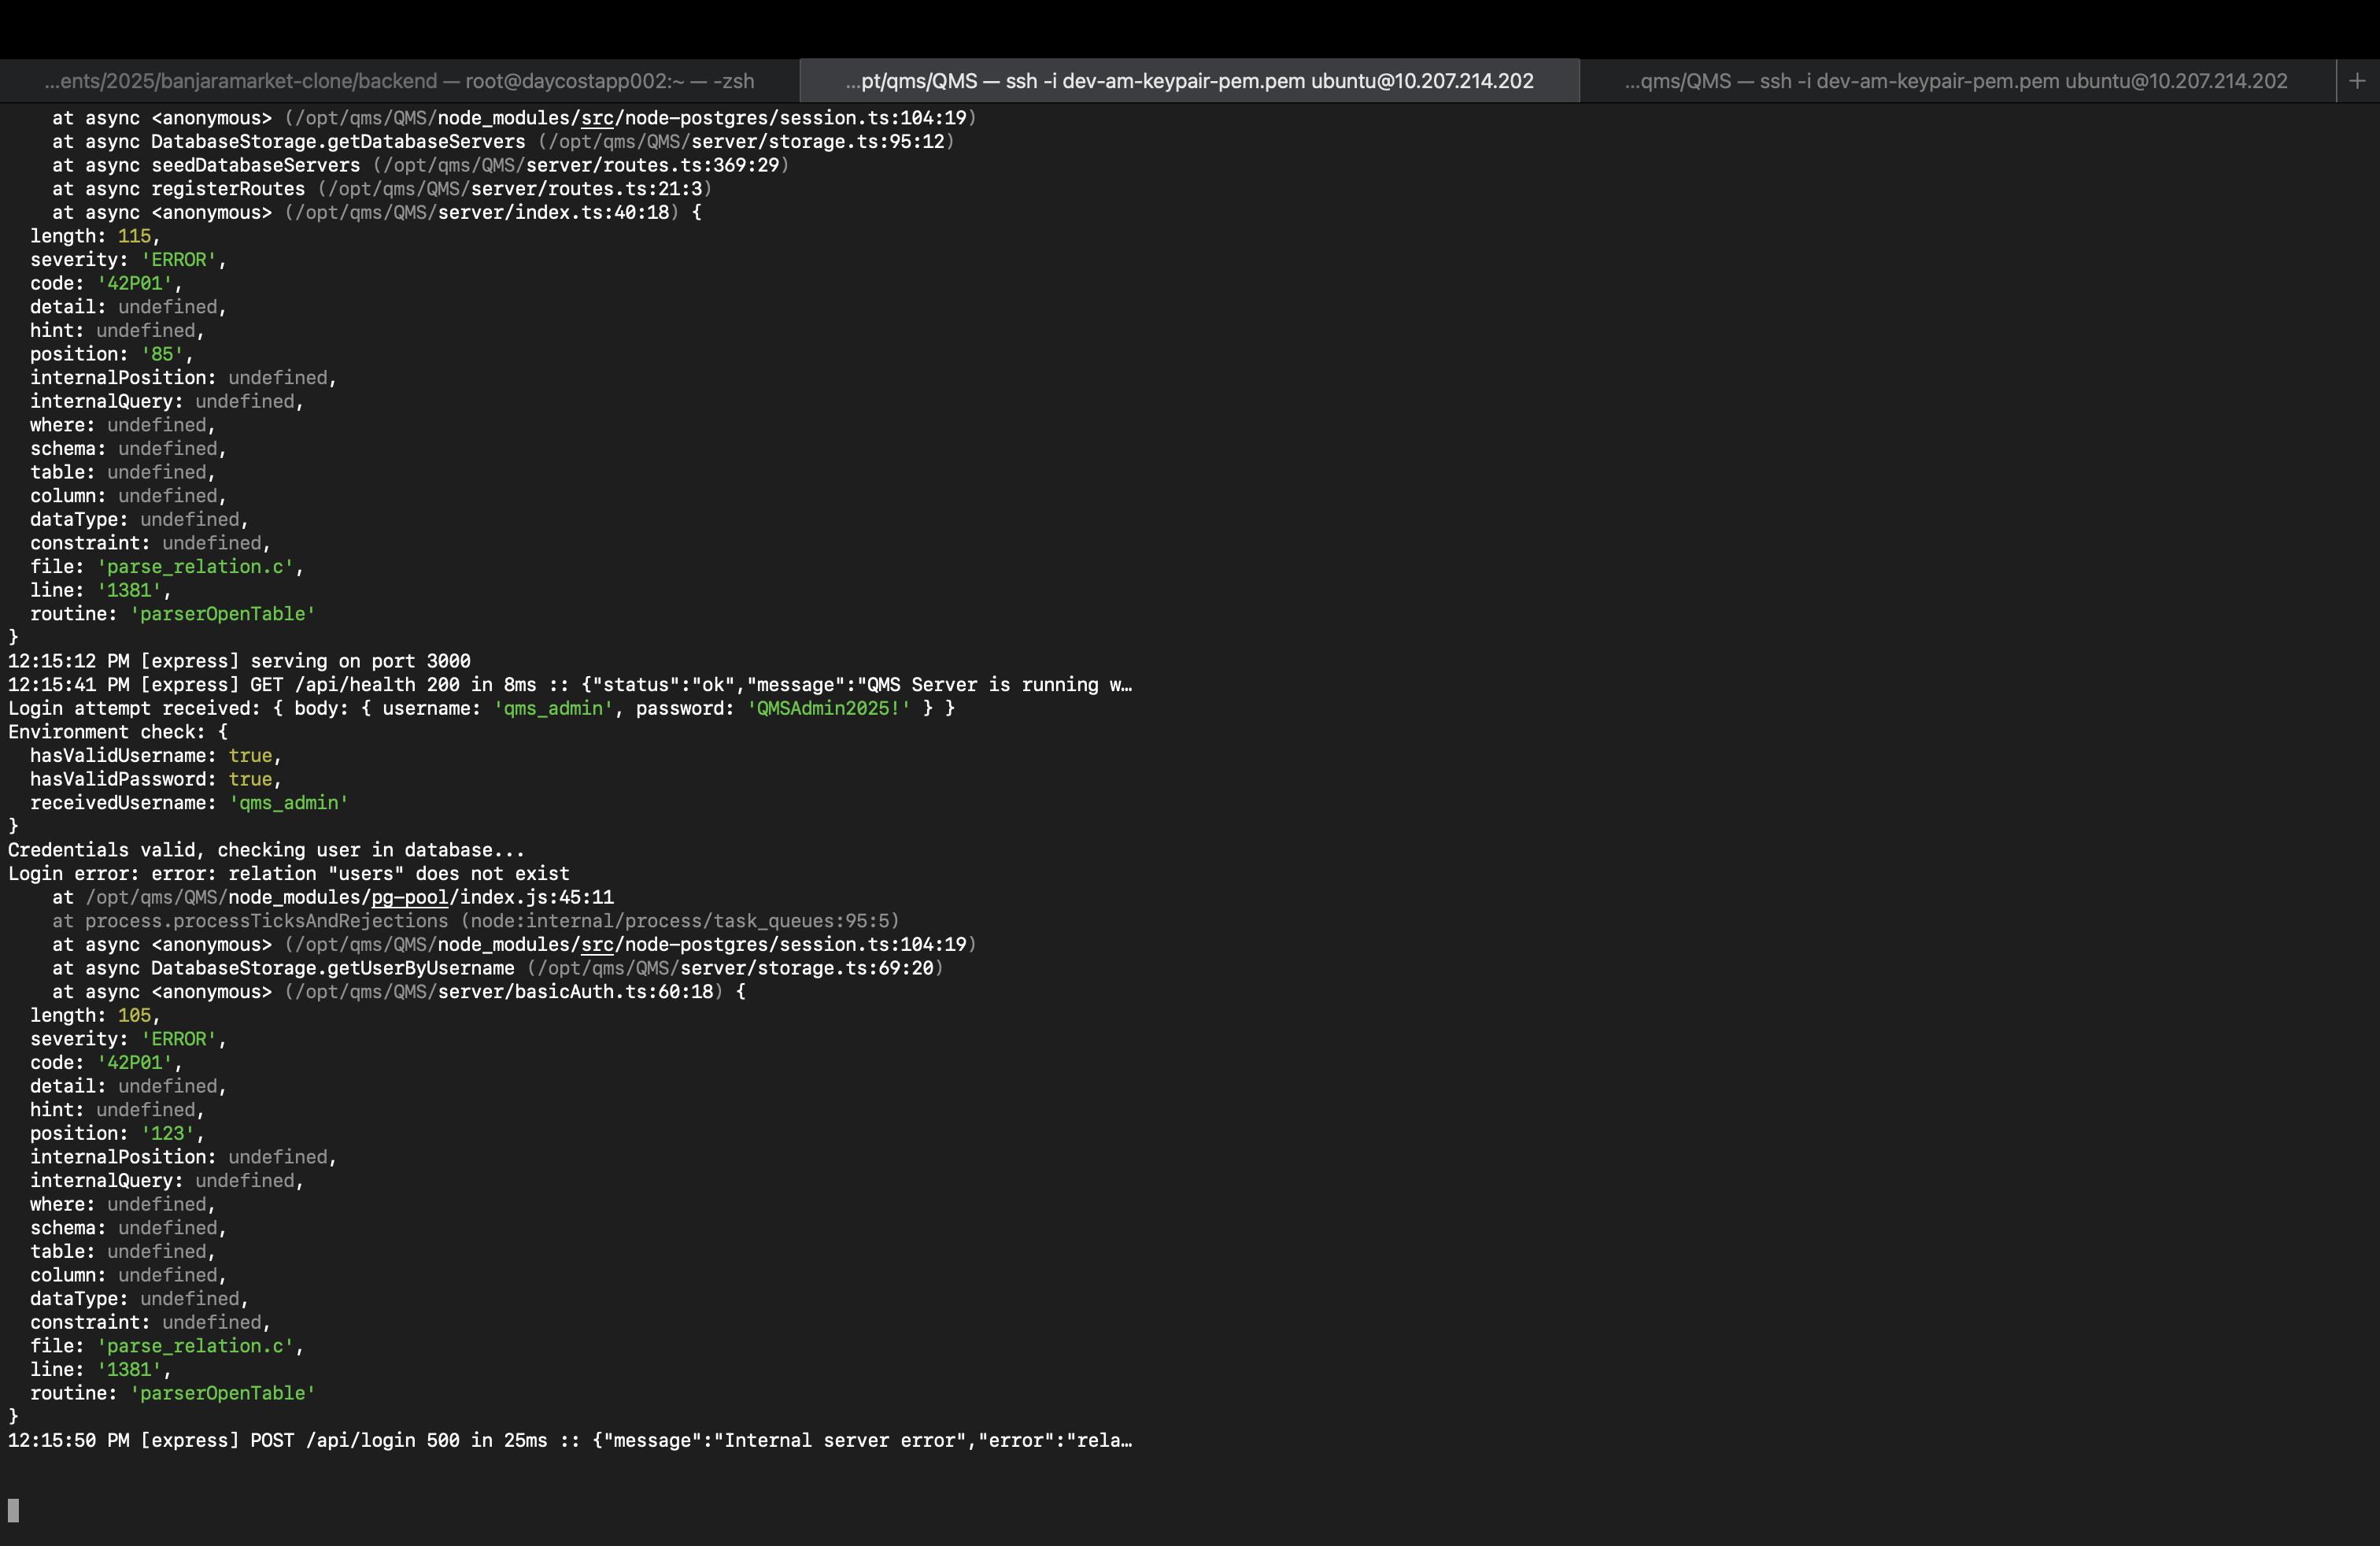 ...ents/2025/banjaramarket-clone/backend — root@daycostapp002:~ — -zsh
...pt/qms/QMS — ssh -i dev-am-keypair-pem.pem ubuntu@10.207.214.202
...qms/QMS — ssh -i dev-am-keypair-pem.pem ubuntu@10.207.214.202
+
    at async <anonymous> (/opt/qms/QMS/node_modules/src/node-postgres/session.ts:104:19)
    at async DatabaseStorage.getDatabaseServers (/opt/qms/QMS/server/storage.ts:95:12)
    at async seedDatabaseServers (/opt/qms/QMS/server/routes.ts:369:29)
    at async registerRoutes (/opt/qms/QMS/server/routes.ts:21:3)
    at async <anonymous> (/opt/qms/QMS/server/index.ts:40:18) {
  length: 115,
  severity: 'ERROR',
  code: '42P01',
  detail: undefined,
  hint: undefined,
  position: '85',
  internalPosition: undefined,
  internalQuery: undefined,
  where: undefined,
  schema: undefined,
  table: undefined,
  column: undefined,
  dataType: undefined,
  constraint: undefined,
  file: 'parse_relation.c',
  line: '1381',
  routine: 'parserOpenTable'
}
12:15:12 PM [express] serving on port 3000
12:15:41 PM [express] GET /api/health 200 in 8ms :: {"status":"ok","message":"QMS Server is running w…
Login attempt received: { body: { username: 'qms_admin', password: 'QMSAdmin2025!' } }
Environment check: {
  hasValidUsername: true,
  hasValidPassword: true,
  receivedUsername: 'qms_admin'
}
Credentials valid, checking user in database...
Login error: error: relation "users" does not exist
    at /opt/qms/QMS/node_modules/pg-pool/index.js:45:11
    at process.processTicksAndRejections (node:internal/process/task_queues:95:5)
    at async <anonymous> (/opt/qms/QMS/node_modules/src/node-postgres/session.ts:104:19)
    at async DatabaseStorage.getUserByUsername (/opt/qms/QMS/server/storage.ts:69:20)
    at async <anonymous> (/opt/qms/QMS/server/basicAuth.ts:60:18) {
  length: 105,
  severity: 'ERROR',
  code: '42P01',
  detail: undefined,
  hint: undefined,
  position: '123',
  internalPosition: undefined,
  internalQuery: undefined,
  where: undefined,
  schema: undefined,
  table: undefined,
  column: undefined,
  dataType: undefined,
  constraint: undefined,
  file: 'parse_relation.c',
  line: '1381',
  routine: 'parserOpenTable'
}
12:15:50 PM [express] POST /api/login 500 in 25ms :: {"message":"Internal server error","error":"rela…